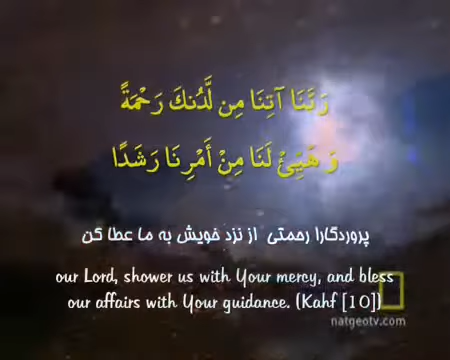 رَبَّنَا آتِنَا مِن لَّدُنكَ رَحْمَةً
وَ هَيِّئْ لَنَا مِنْ أَمْرِنَا رَشَدًا
پروردگارا رحمتی از نزد خویش به ما عطا کن
our Lord, shower us with Your mercy, and bless
our affairs with Your guidance. (Kahf [10])
natgeotv.com